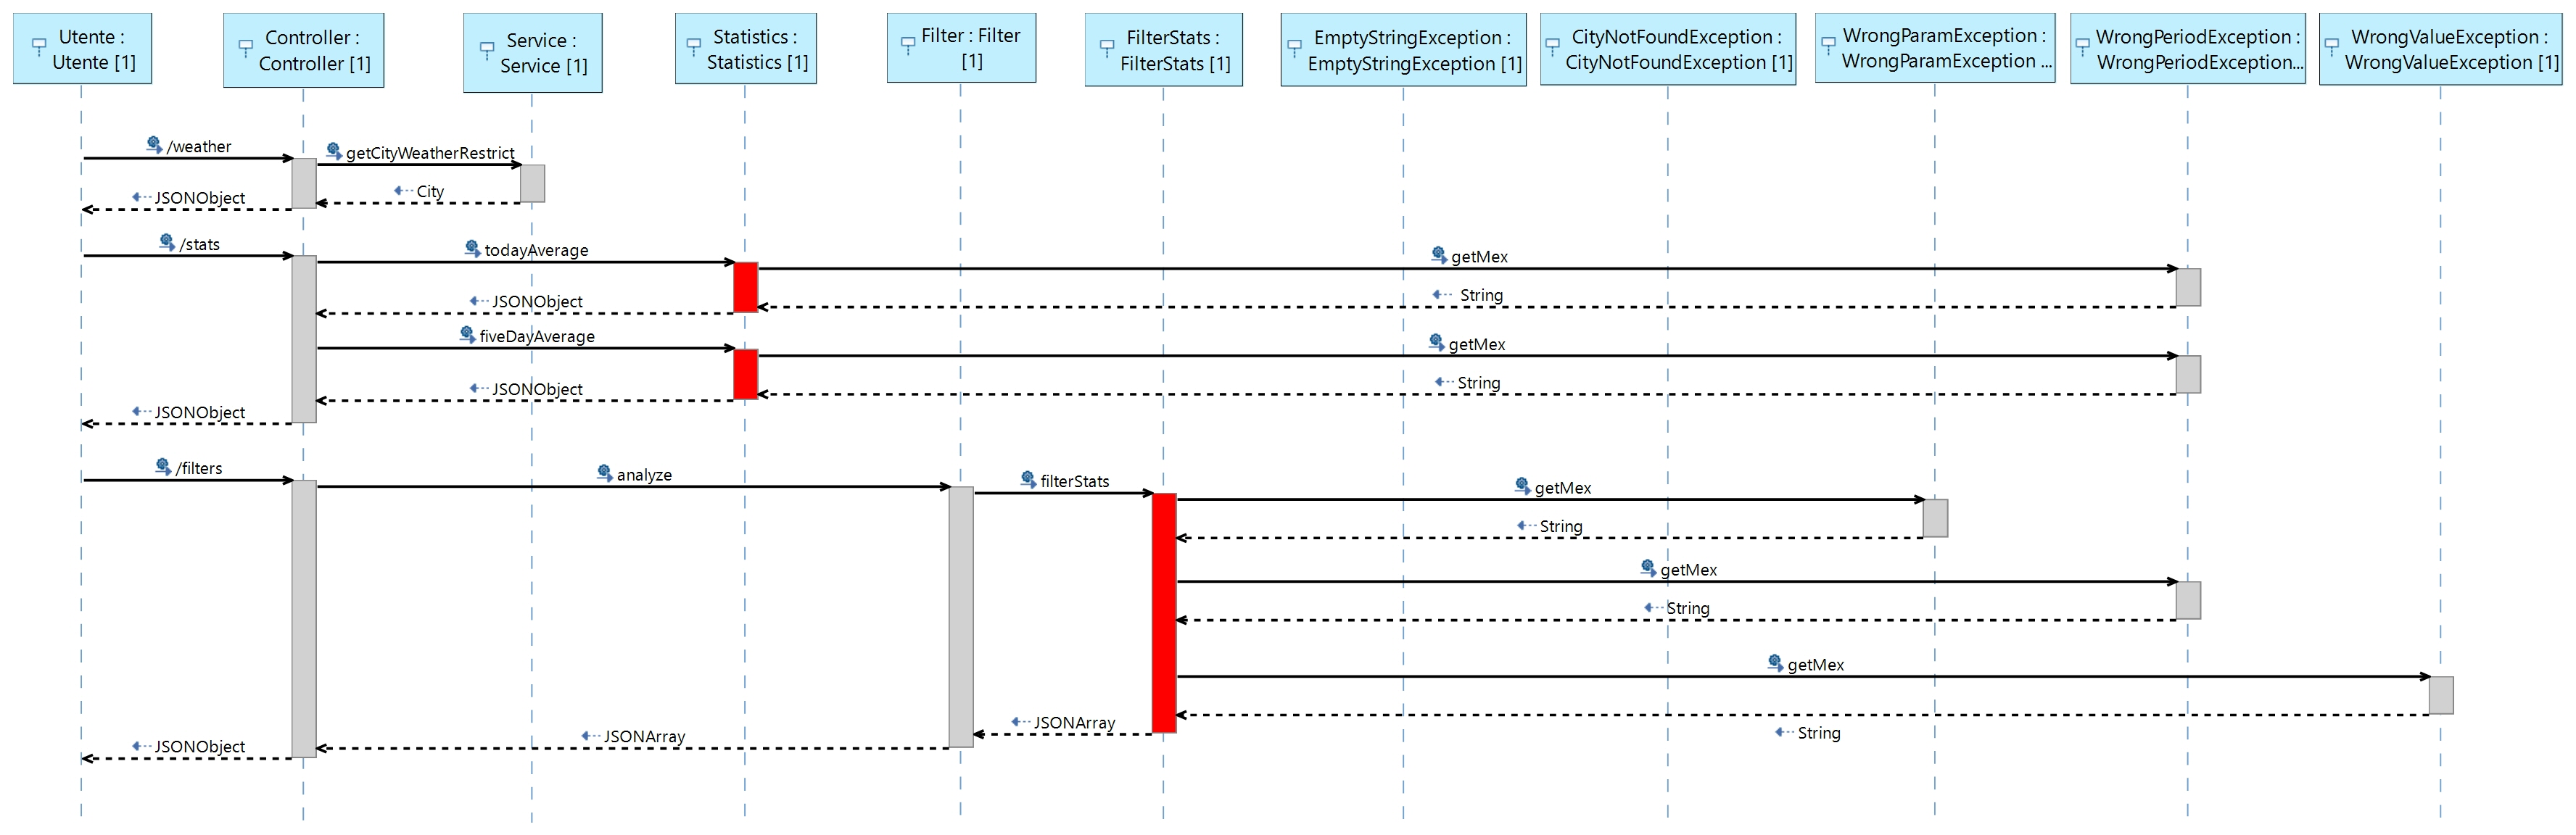 Utente :
Utente [1]
Controller :
Controller [1]
Service :
Service [1]
Statistics :
Statistics [1]
Filter : Filter
[1]
FilterStats :
FilterStats [1]
EmptyStringException :
EmptyStringException [1]
CityNotFoundException :
CityNotFoundException [1]
WrongParamException :
WrongParamException ...
WrongPeriodException :
WrongPeriodException...
WrongValueException :
WrongValueException [1]
/weather
getCityWeatherRestrict
City
JSONObject
/stats
todayAverage
getMex
String
JSONObject
fiveDayAverage
getMex
String
JSONObject
JSONObject
/filters
analyze
filterStats
getMex
String
getMex
String
getMex
String
JSONArray
JSONArray
JSONObject